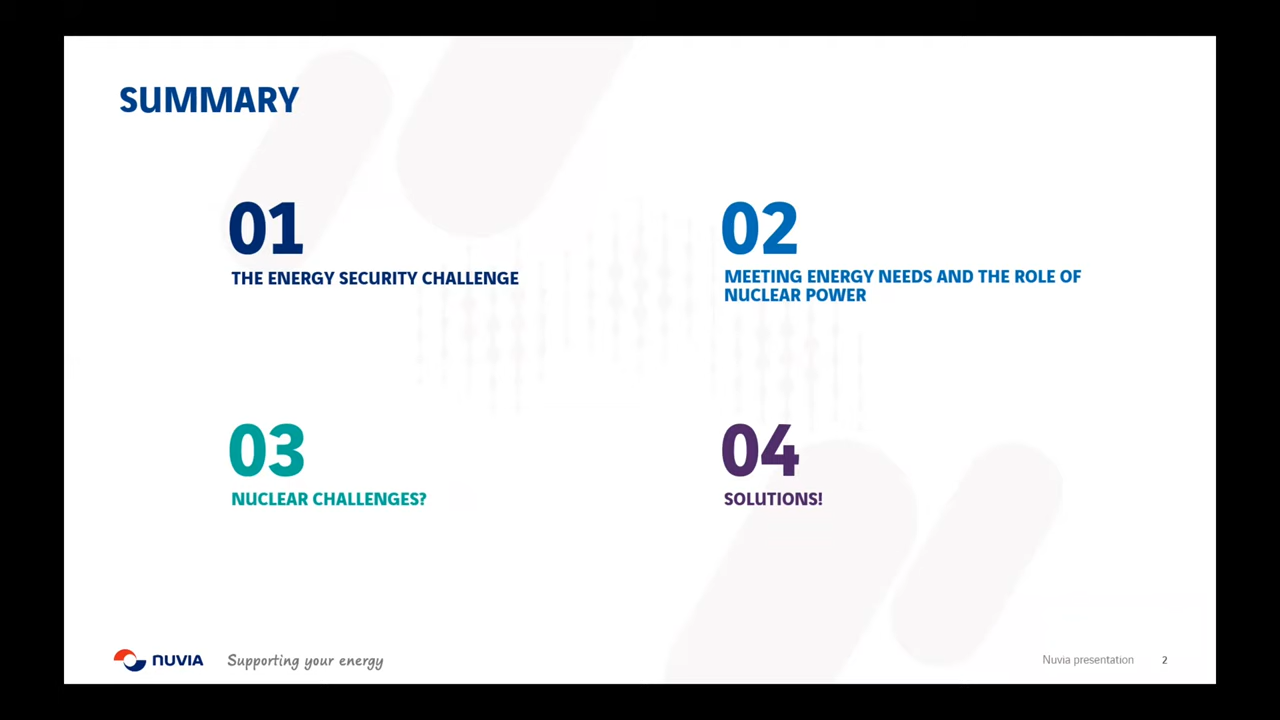 SUMMARY
01
THE ENERGY SECURITY CHALLENGE
02
MEETING ENERGY NEEDS AND THE ROLE OF
NUCLEAR POWER
03
NUCLEAR CHALLENGES?
04
SOLUTIONS!
NUVIA
Supporting your energy
Nuvia presentation
2